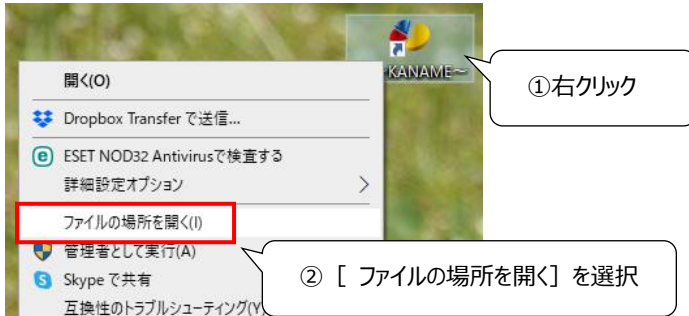 KANAME～
①右クリック
開く(O)
Dropbox Transfer で送信...
ESET NOD32 Antivirusで検査する
詳細設定オプション
ファイルの場所を開く(I)
管理者として実行(A)
② [ ファイルの場所を開く] を選択
Skype で共有
互換性のトラブルシューティング(Y)